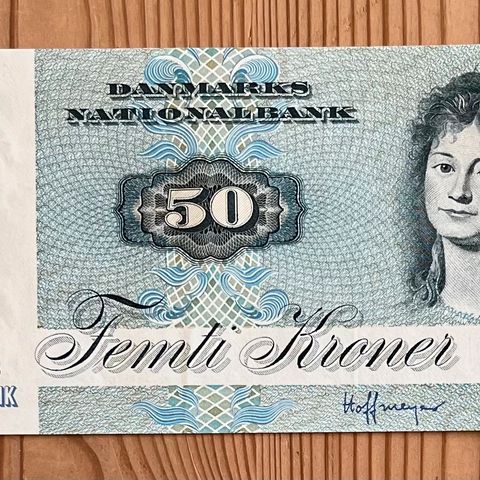 DANMARKS
NATIONALBANK
50
Femti Kroner
Hoffmeyer